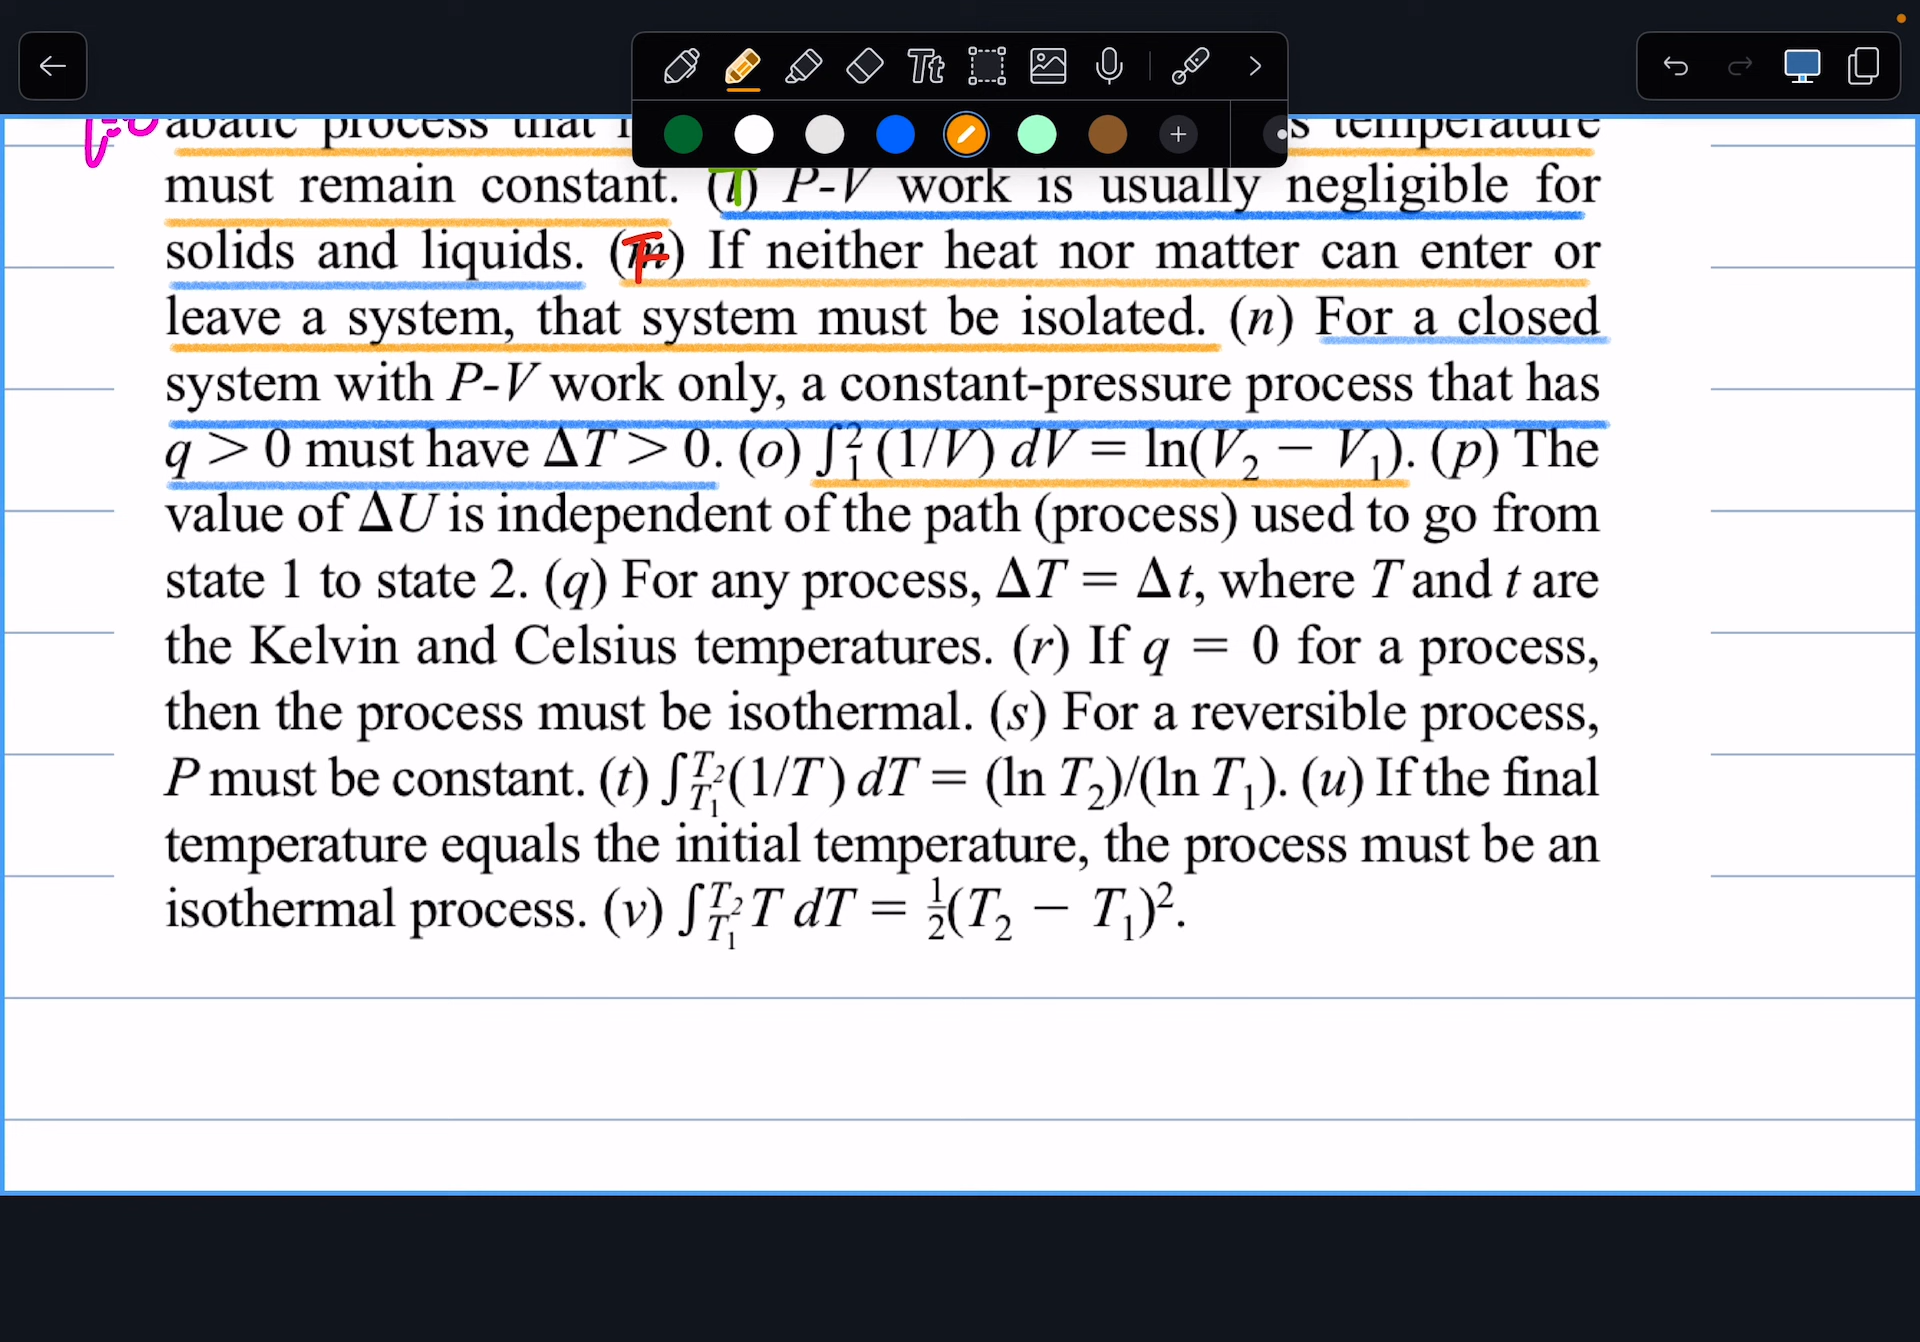 Tt
abatic process that i s temperature
must remain constant. (l) P-V work is usually negligible for
solids and liquids. (m) If neither heat nor matter can enter or
leave a system, that system must be isolated. (n) For a closed
system with P-V work only, a constant-pressure process that has
q > 0 must have ΔT > 0. (o) ∫₁² (1/V) dV = ln(V₂ − V₁). (p) The
value of ΔU is independent of the path (process) used to go from
state 1 to state 2. (q) For any process, ΔT = Δt, where T and t are
the Kelvin and Celsius temperatures. (r) If q = 0 for a process,
then the process must be isothermal. (s) For a reversible process,
P must be constant. (t) ∫_{T₁}^{T₂} (1/T) dT = (ln T₂)/(ln T₁). (u) If the final
temperature equals the initial temperature, the process must be an
isothermal process. (v) ∫_{T₁}^{T₂} T dT = ½(T₂ − T₁)².
T
F